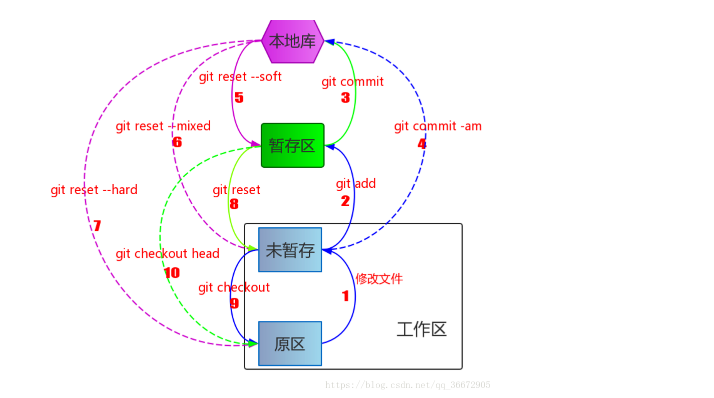 本地库
git reset --soft
5
git commit
3
git reset --mixed
6
暂存区
git commit -am
4
git reset --hard
7
git reset
8
git add
2
未暂存
git checkout head
10
git checkout
9
修改文件
1
工作区
原区
https://blog.csdn.net/qq_36672905